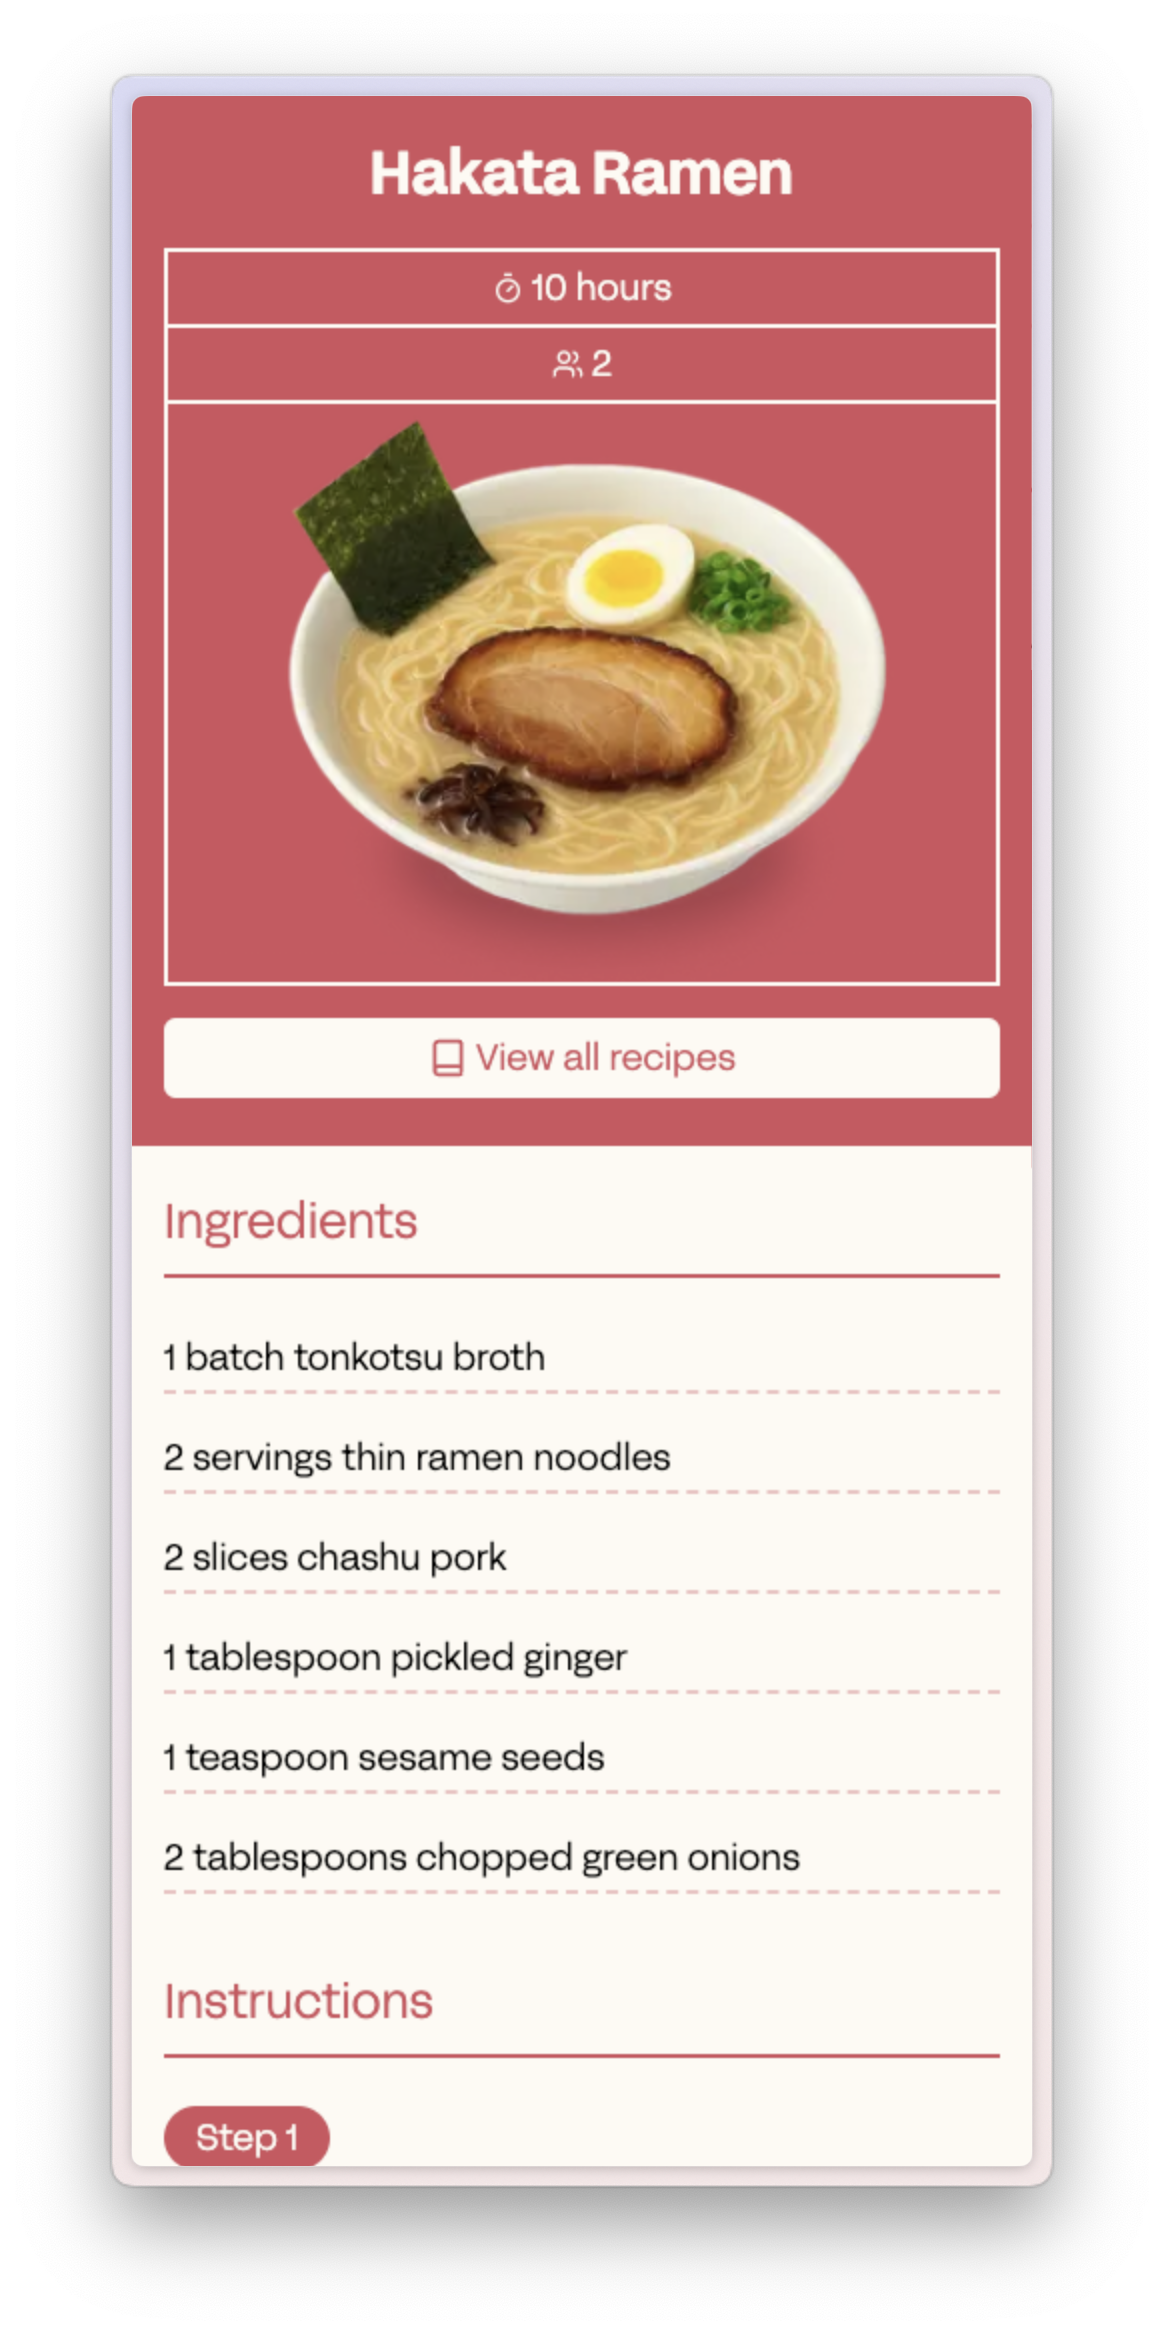 Hakata Ramen
10 hours
2
View all recipes
Ingredients
1 batch tonkotsu broth
2 servings thin ramen noodles
2 slices chashu pork
1 tablespoon pickled ginger
1 teaspoon sesame seeds
2 tablespoons chopped green onions
Instructions
Step 1